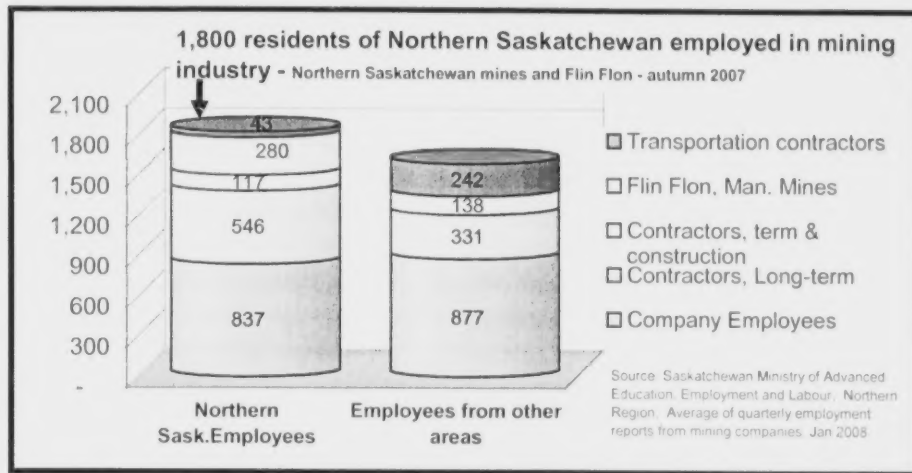 1,800 residents of Northern Saskatchewan employed in mining
industry - Northern Saskatchewan mines and Flin Flon - autumn 2007
2,100
1,800
1,500
1,200
900
600
300
-
43
280
117
546
837
242
138
331
877
Northern
Sask.Employees
Employees from other
areas
Transportation contractors
Flin Flon, Man. Mines
Contractors, term &
construction
Contractors, Long-term
Company Employees
Source: Saskatchewan Ministry of Advanced
Education, Employment and Labour, Northern
Region. Average of quarterly employment
reports from mining companies. Jan 2008